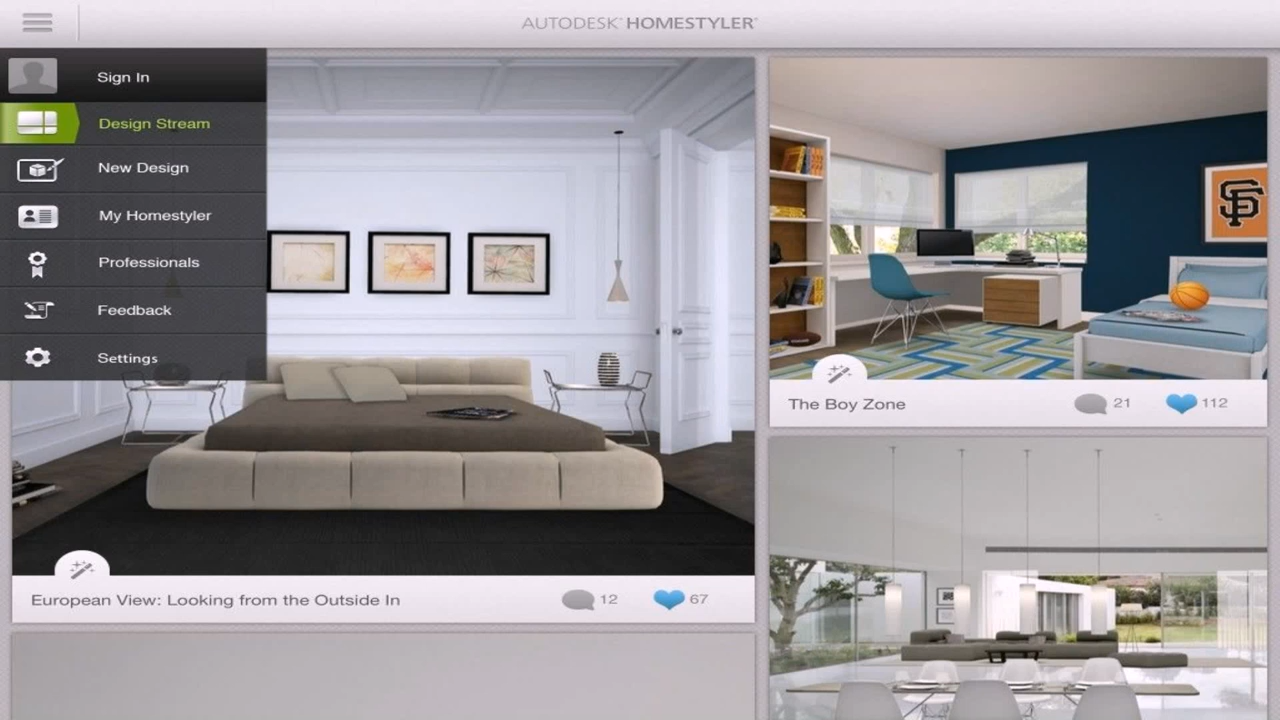 AUTODESK® HOMESTYLER®
Sign In
Design Stream
New Design
My Homestyler
Professionals
Feedback
Settings
SF
The Boy Zone
21
112
European View: Looking from the Outside In
12
67